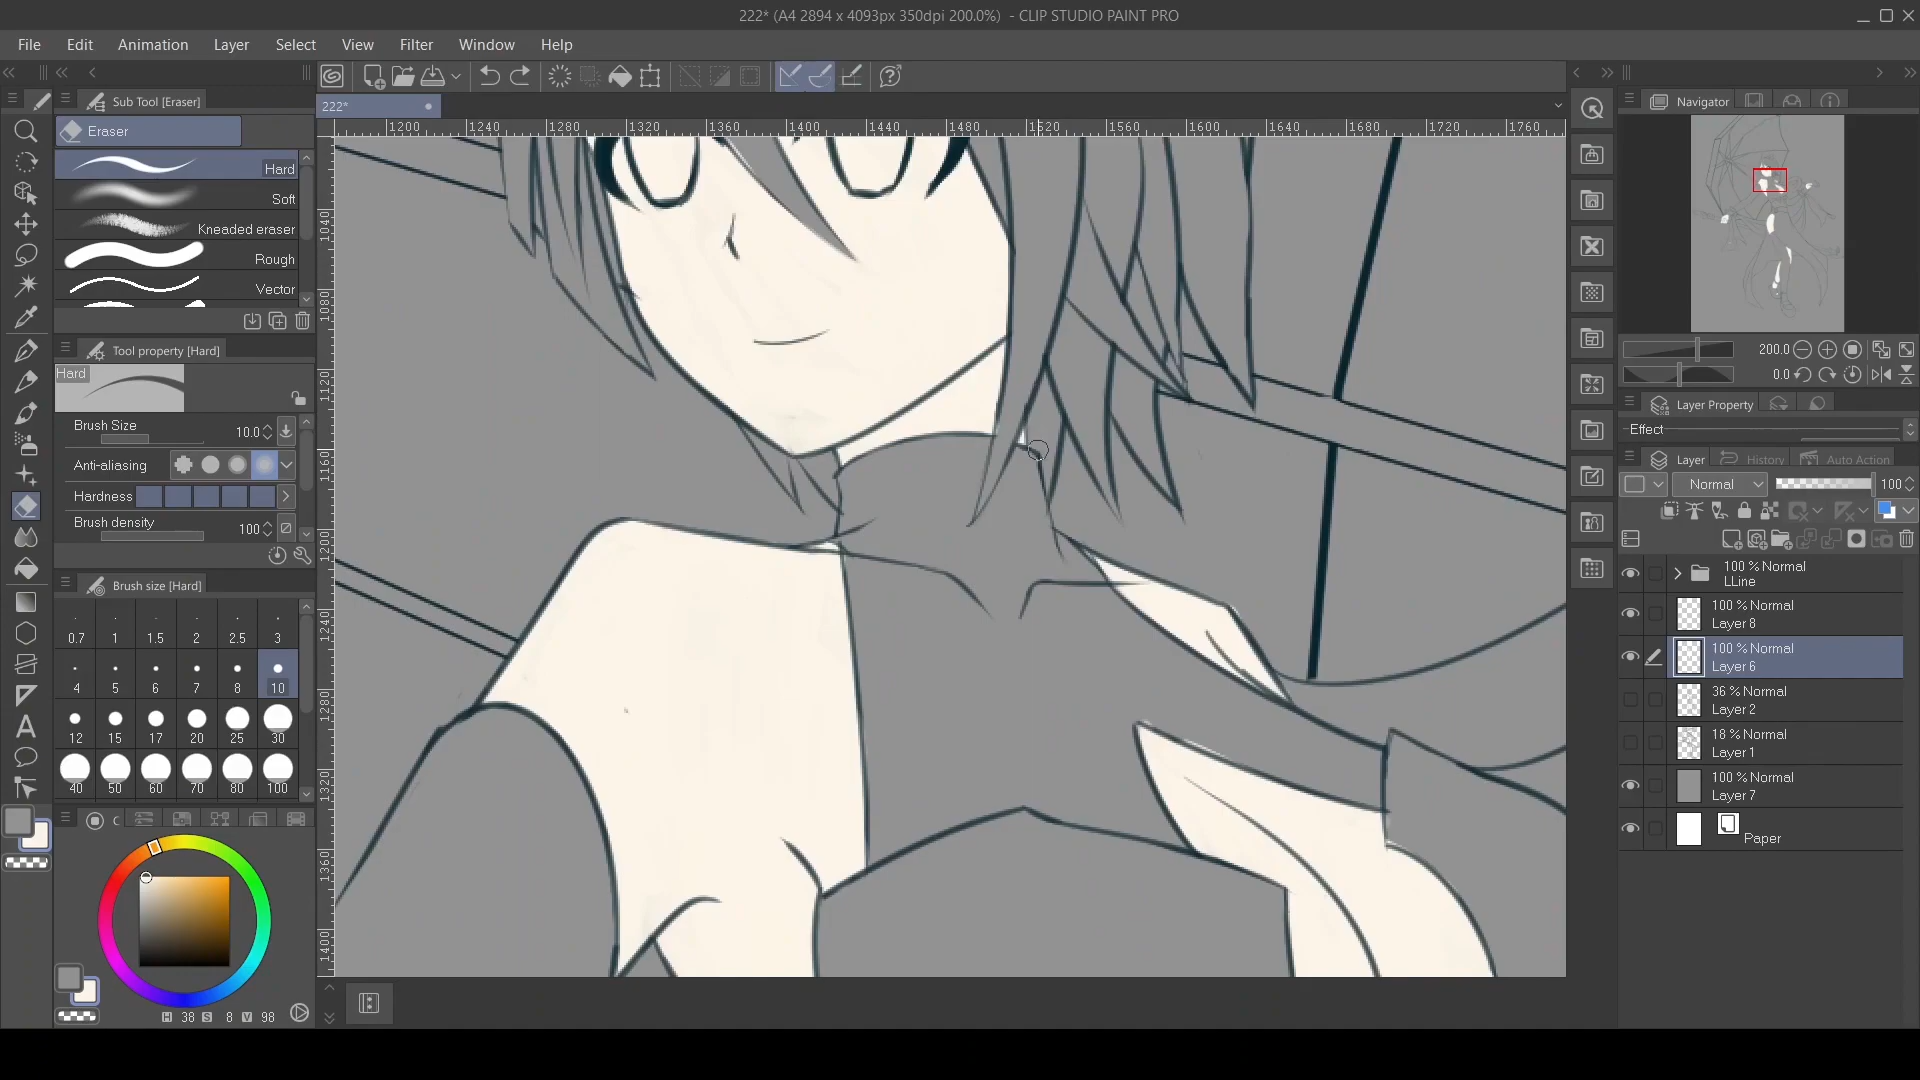 222* (A4 2894 x 4093px 350dpi 200.0%) - CLIP STUDIO PAINT PRO
File Edit Animation Layer Select View Filter Window Help
Sub Tool [Eraser]
Eraser
Hard
Soft
Kneaded eraser
Rough
Vector
Tool property [Hard]
Hard
Brush Size 10.0
Anti-aliasing
Hardness
Brush density 100
Brush size [Hard]
0.7 1 1.5 2 2.5 3
4 5 6 7 8 10
12 15 17 20 25 30
40 50 60 70 80 100
C
H 38 S 8 V 98
222*
1200 1240 1280 1320 1360 1400 1440 1480 1520 1560 1600 1640 1680 1720 1760
1040
1080
1120
1160
1200
1240
1280
1320
1360
1400
Navigator
200.0
0.0
Layer Property
Effect
Layer History Auto Action
Normal 100
100 % Normal
LLine
100 % Normal
Layer 8
100 % Normal
Layer 6
36 % Normal
Layer 2
18 % Normal
Layer 1
100 % Normal
Layer 7
Paper